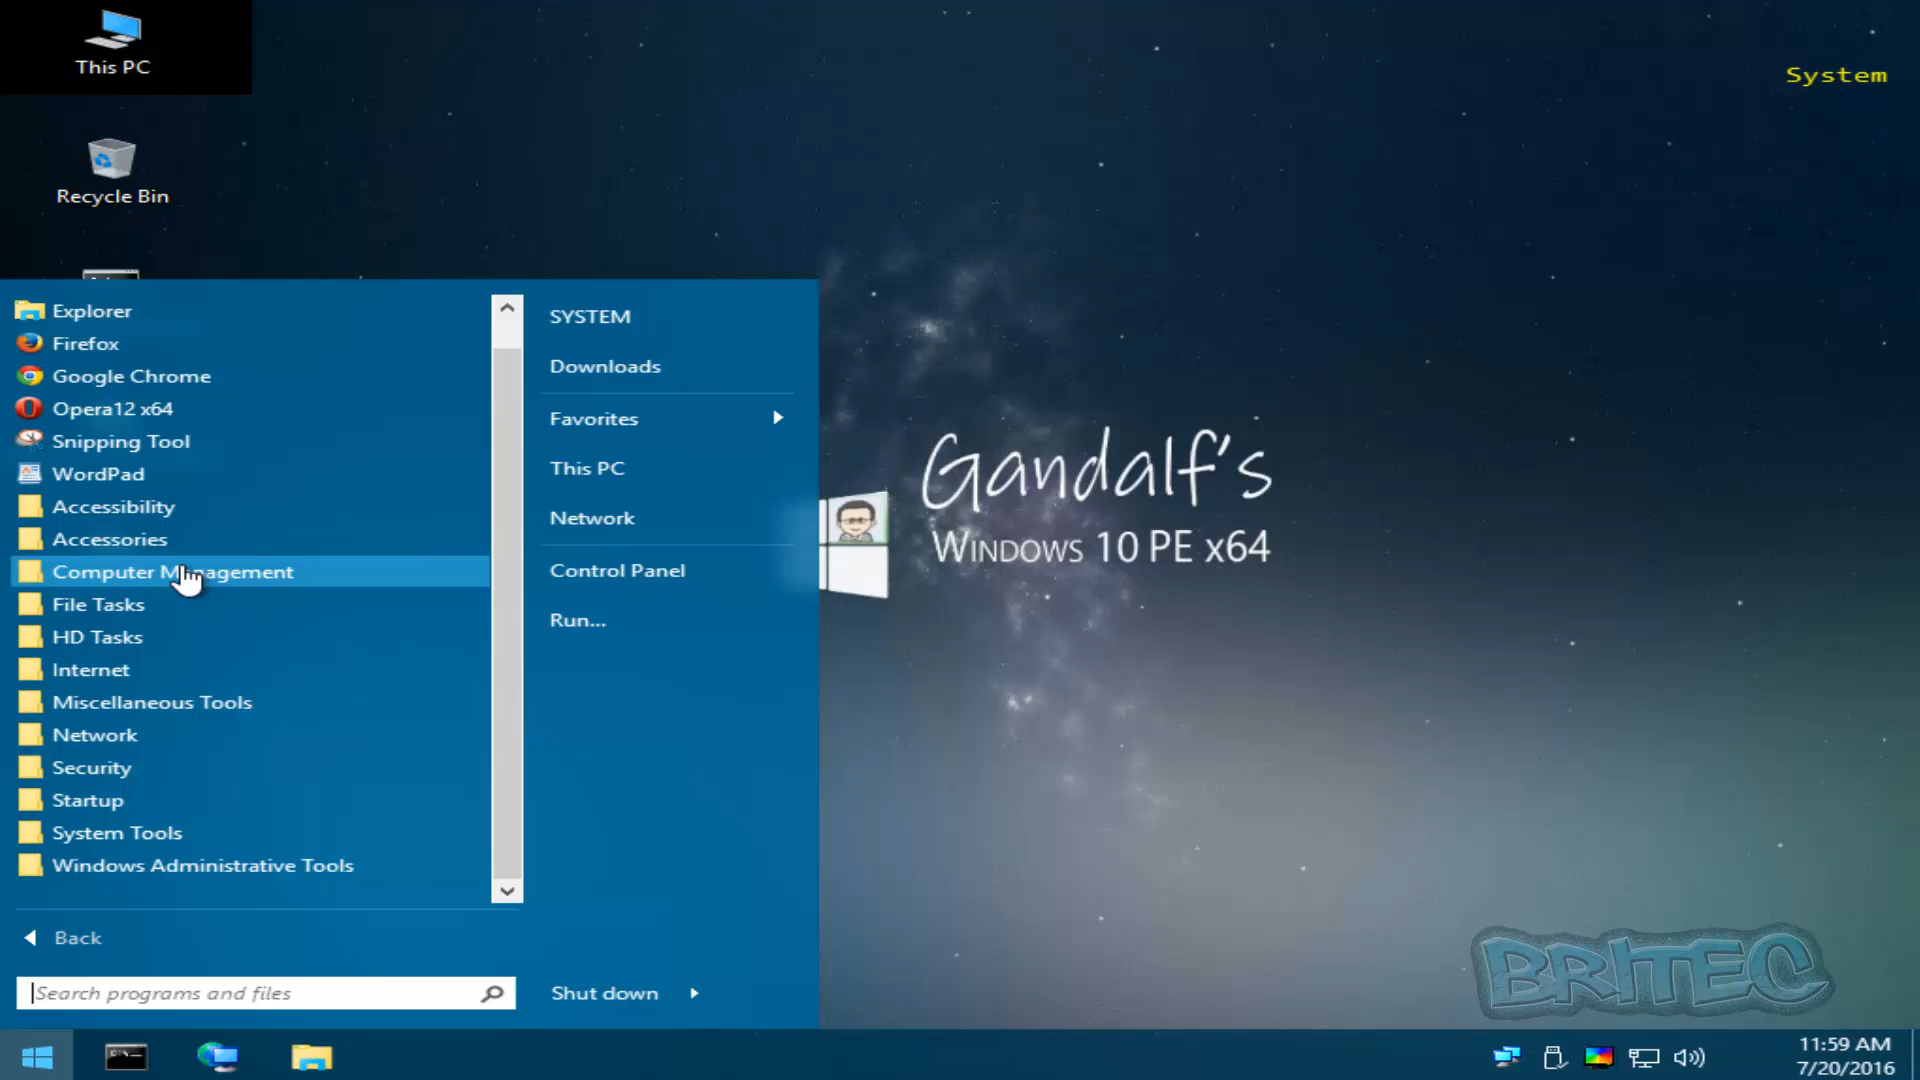 This PC
System
Recycle Bin
Explorer
Firefox
Google Chrome
Opera12 x64
Snipping Tool
WordPad
Accessibility
Accessories
Computer Management
File Tasks
HD Tasks
Internet
Miscellaneous Tools
Network
Security
Startup
System Tools
Windows Administrative Tools
Back
Search programs and files
SYSTEM
Downloads
Favorites
This PC
Network
Control Panel
Run...
Shut down
Gandalf's
WINDOWS 10 PE x64
BRITEC
11:59 AM
7/20/2016